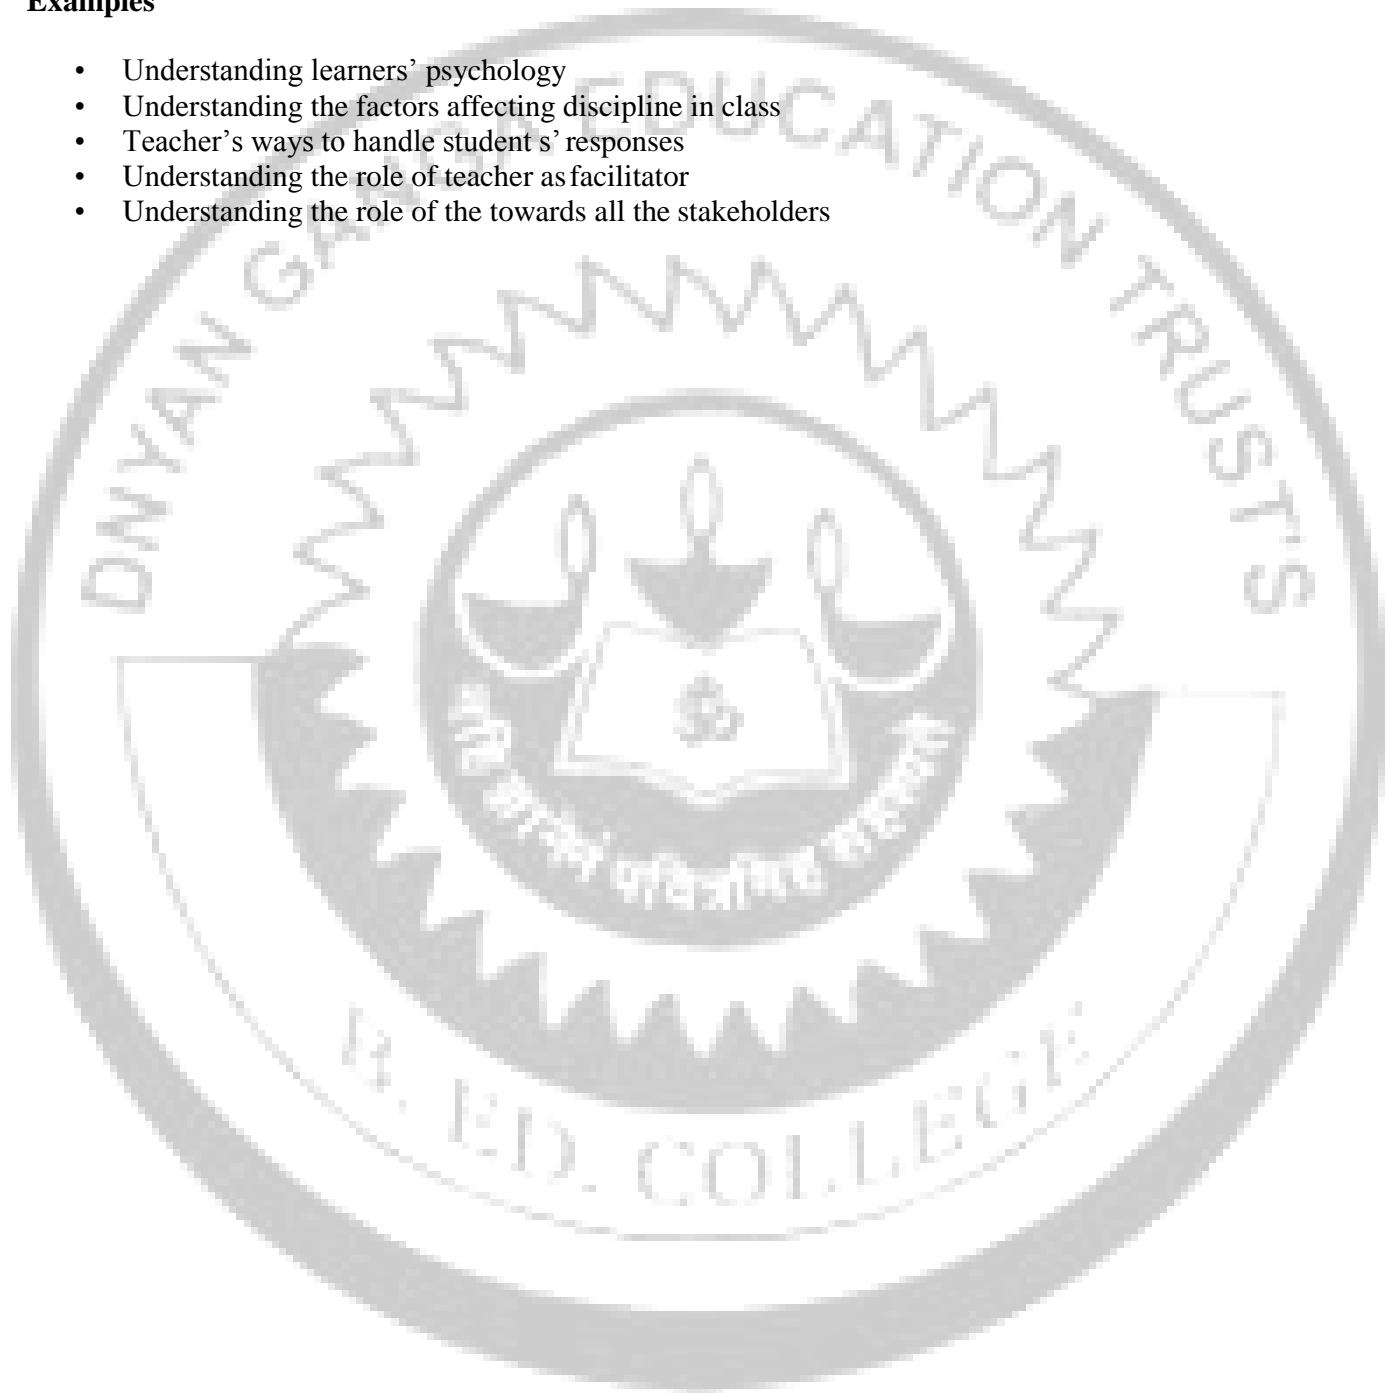 Examples
• Understanding learners’ psychology
• Understanding the factors affecting discipline in class
• Teacher’s ways to handle student s’ responses
• Understanding the role of teacher as facilitator
• Understanding the role of the towards all the stakeholders
DNYAN GANGA EDUCATION TRUST'S
ॐ
B. ED. COLLEGE